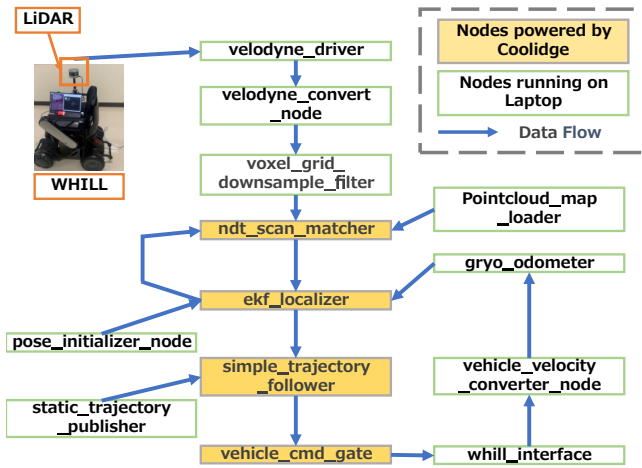 LiDAR
WHILL
velodyne_driver
velodyne_convert
_node
voxel_grid_
downsample_filter
ndt_scan_matcher
Pointcloud_map
_loader
gryo_odometer
ekf_localizer
pose_initializer_node
simple_trajectory
_follower
static_trajectory
_publisher
vehicle_velocity
_converter_node
vehicle_cmd_gate
whill_interface
Nodes powered by
Coolidge
Nodes running on
Laptop
Data Flow